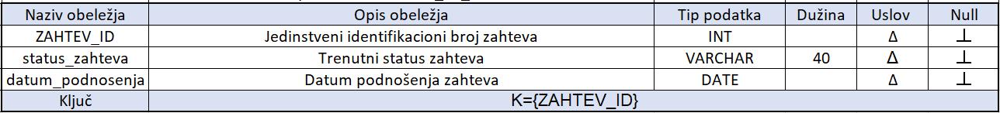 Naziv obeležja Opis obeležja Tip podatka Dužina Uslov Null
ZAHTEV_ID Jedinstveni identifikacioni broj zahteva INT Δ ⊥
status_zahteva Trenutni status zahteva VARCHAR 40 Δ ⊥
datum_podnosenja Datum podnošenja zahteva DATE Δ ⊥
Ključ K={ZAHTEV_ID}